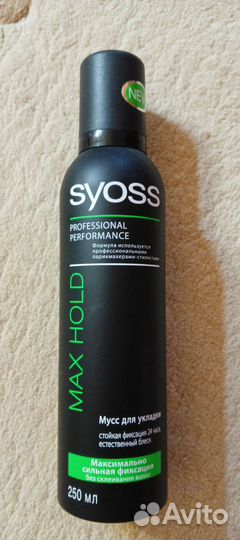 NEW
syoss
PROFESSIONAL
PERFORMANCE
Формула используется
профессиональными
парикмахерами-стилистами
MAX HOLD
Мусс для укладки
стойкая фиксация 24 часа,
естественный блеск
Максимально
сильная фиксация
без склеивания волос
250 мл
Avito